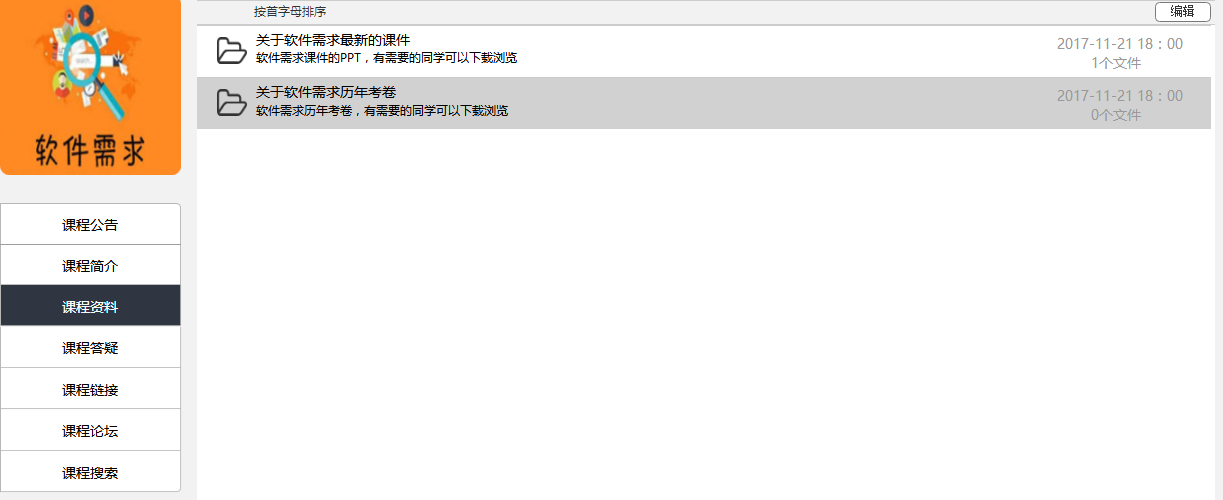 软件需求
课程公告
课程简介
课程资料
课程答疑
课程链接
课程论坛
课程搜索
按首字母排序
编辑
关于软件需求最新的课件
软件需求课件的PPT，有需要的同学可以下载浏览
2017-11-21 18：00
1个文件
关于软件需求历年考卷
软件需求历年考卷，有需要的同学可以下载浏览
2017-11-21 18：00
0个文件